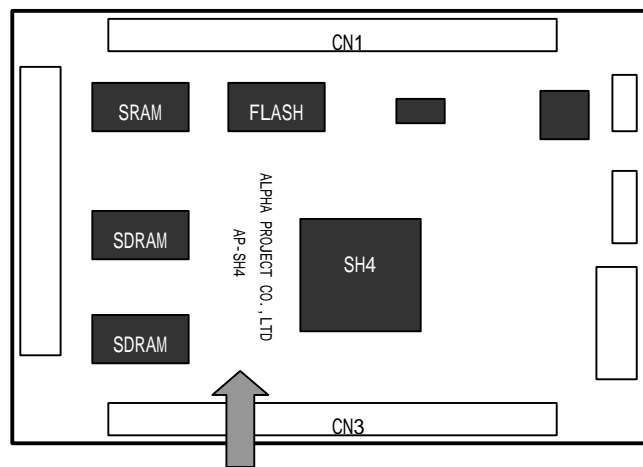 CN1
SRAM
FLASH
ALPHA PROJECT CO.,LTD
AP-SH4
SDRAM
SH4
SDRAM
CN3